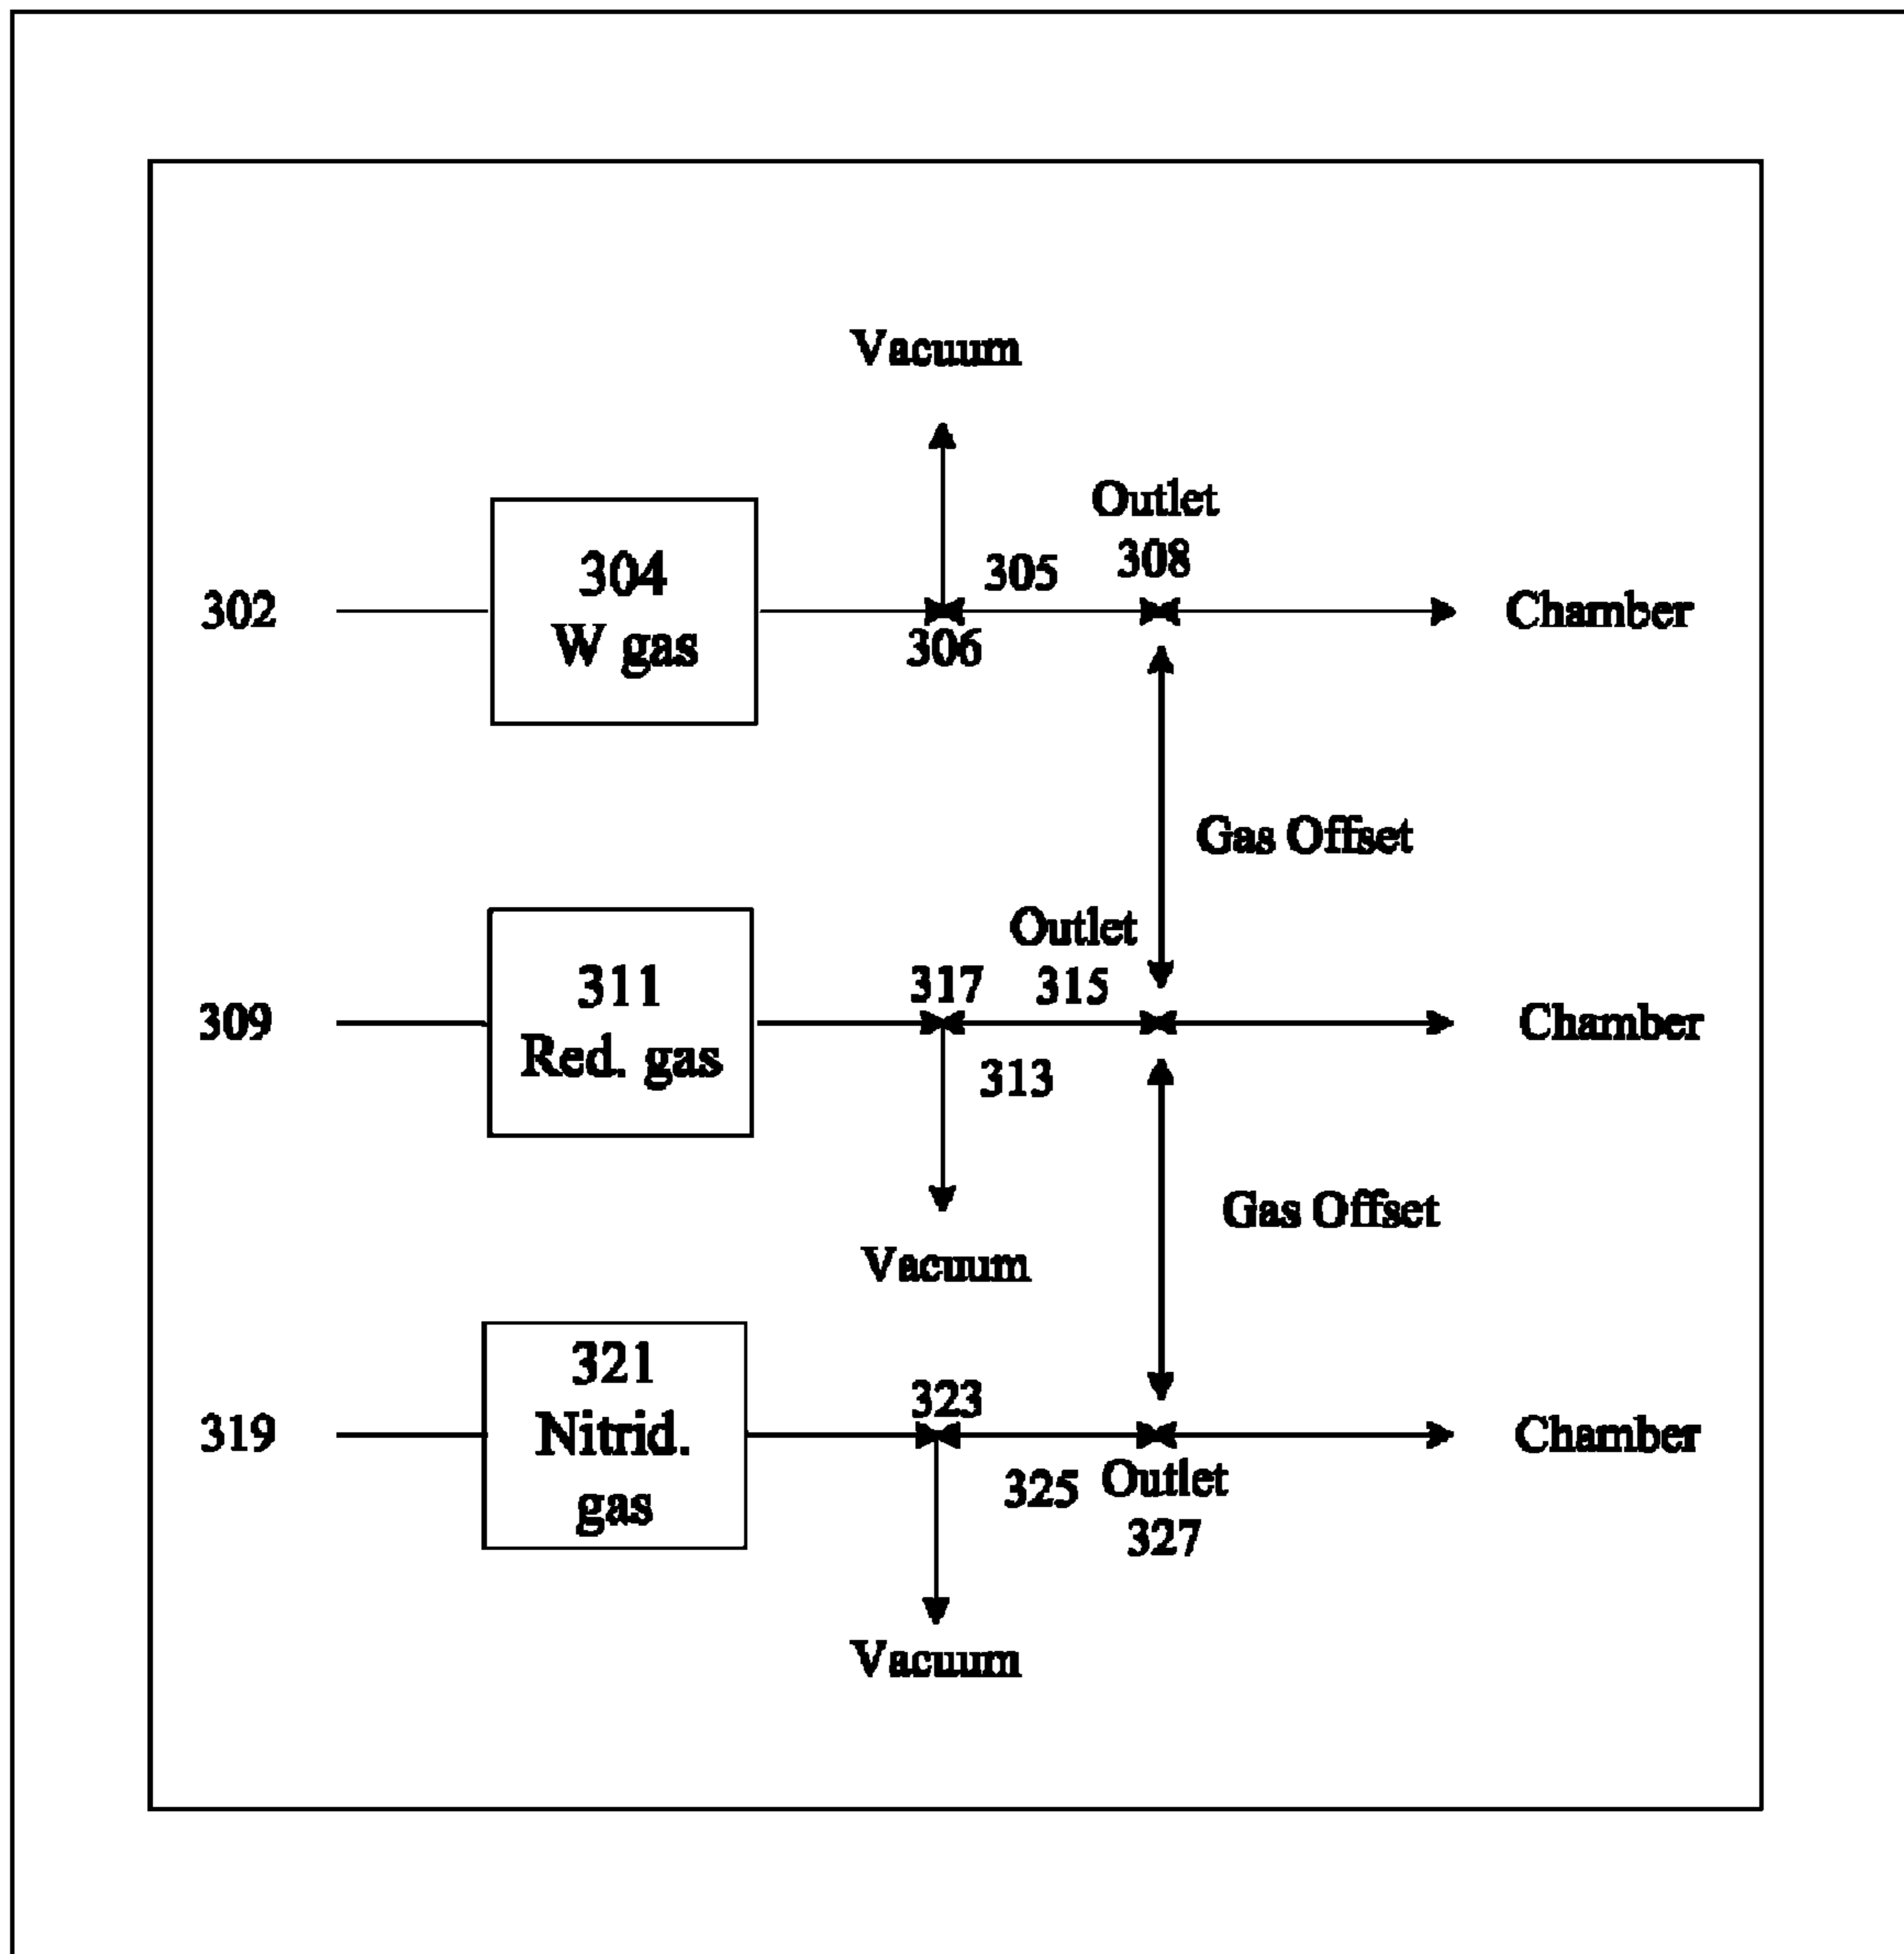 Vacuum
Outlet
308
305
304
W gas
302
306
Chamber
Gas Offset
Outlet
315
317
311
Red. gas
309
313
Chamber
Gas Offset
Vacuum
321
Nitrid.
gas
319
323
325
Outlet
327
Chamber
Vacuum